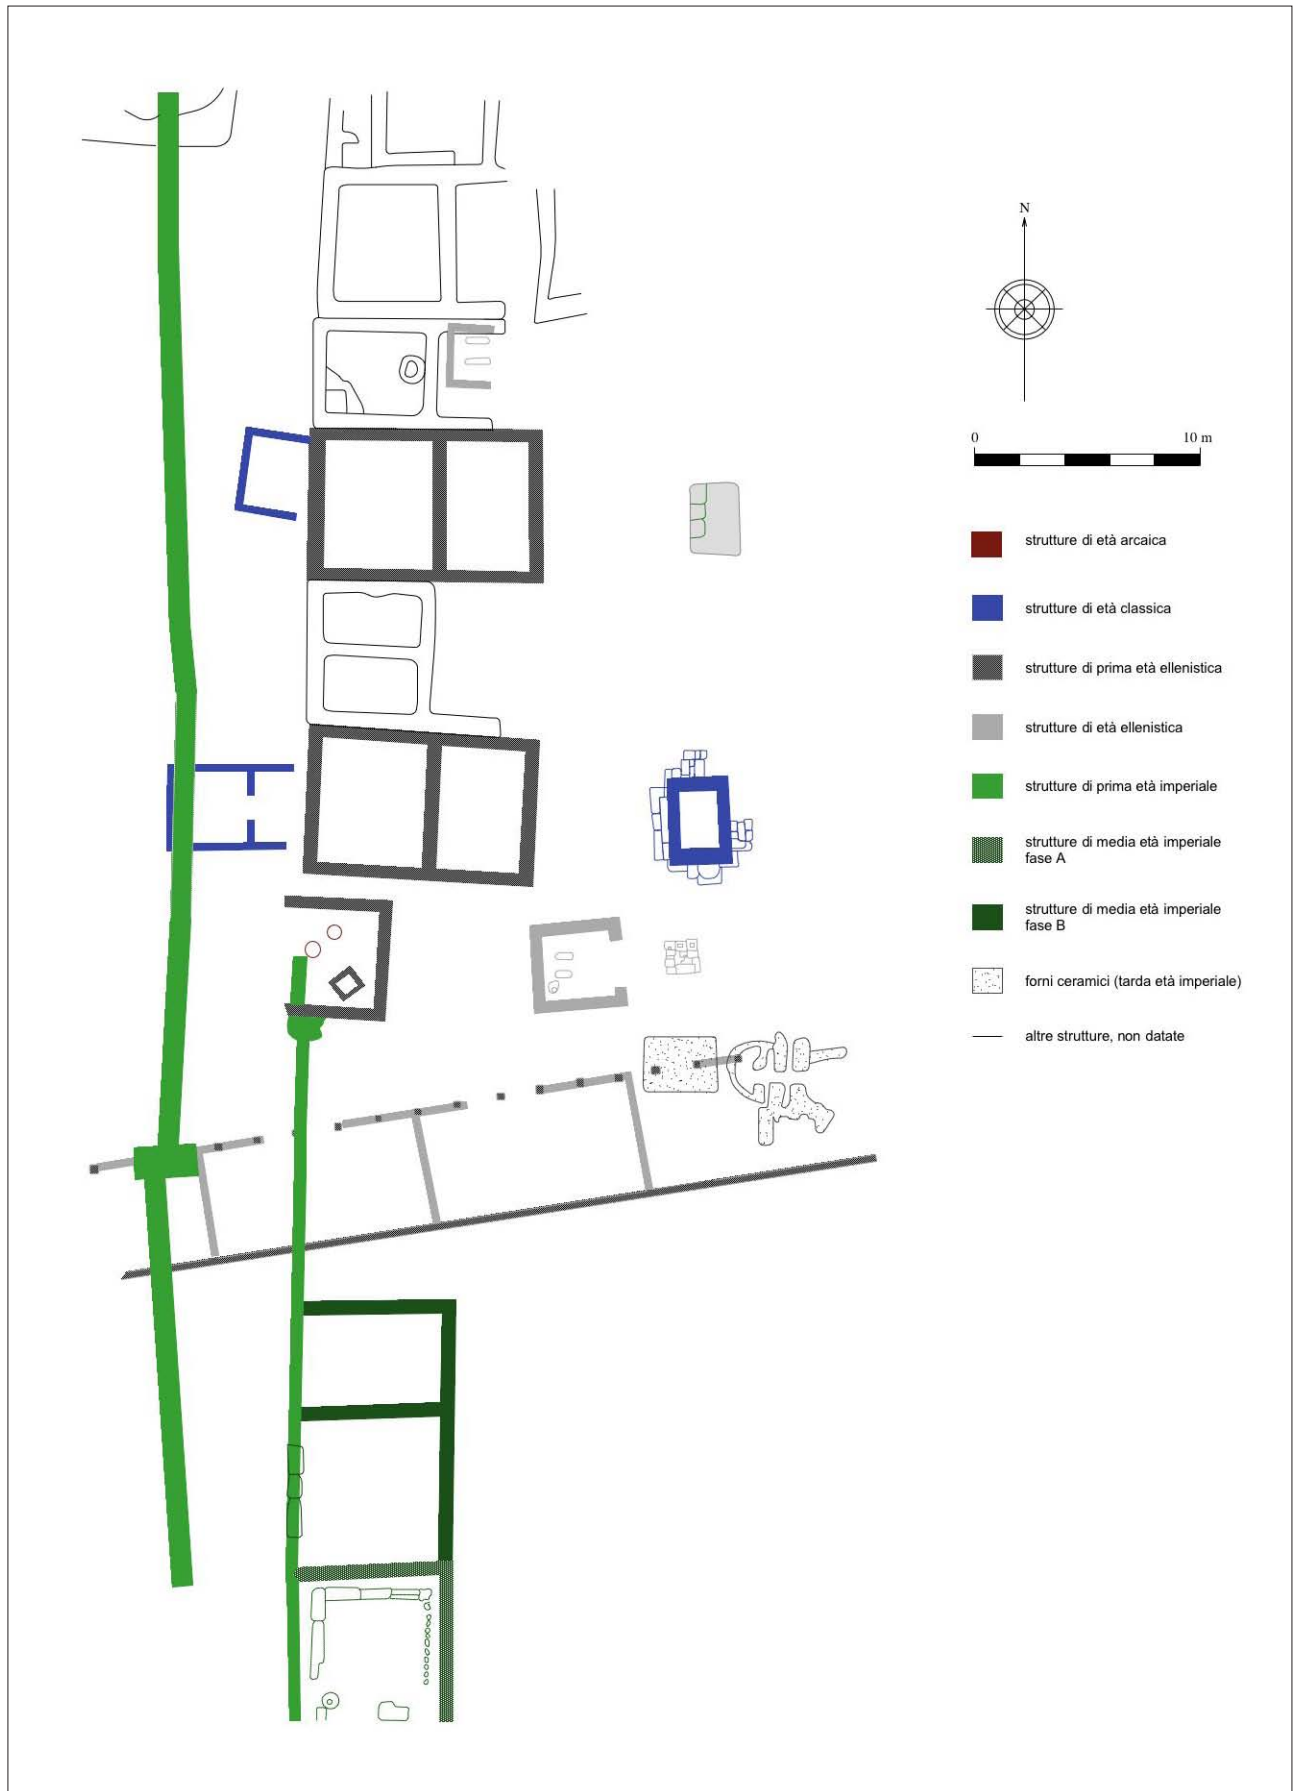 N
0 10 m
strutture di età arcaica
strutture di età classica
strutture di prima età ellenistica
strutture di età ellenistica
strutture di prima età imperiale
strutture di media età imperiale
fase A
strutture di media età imperiale
fase B
forni ceramici (tarda età imperiale)
altre strutture, non datate